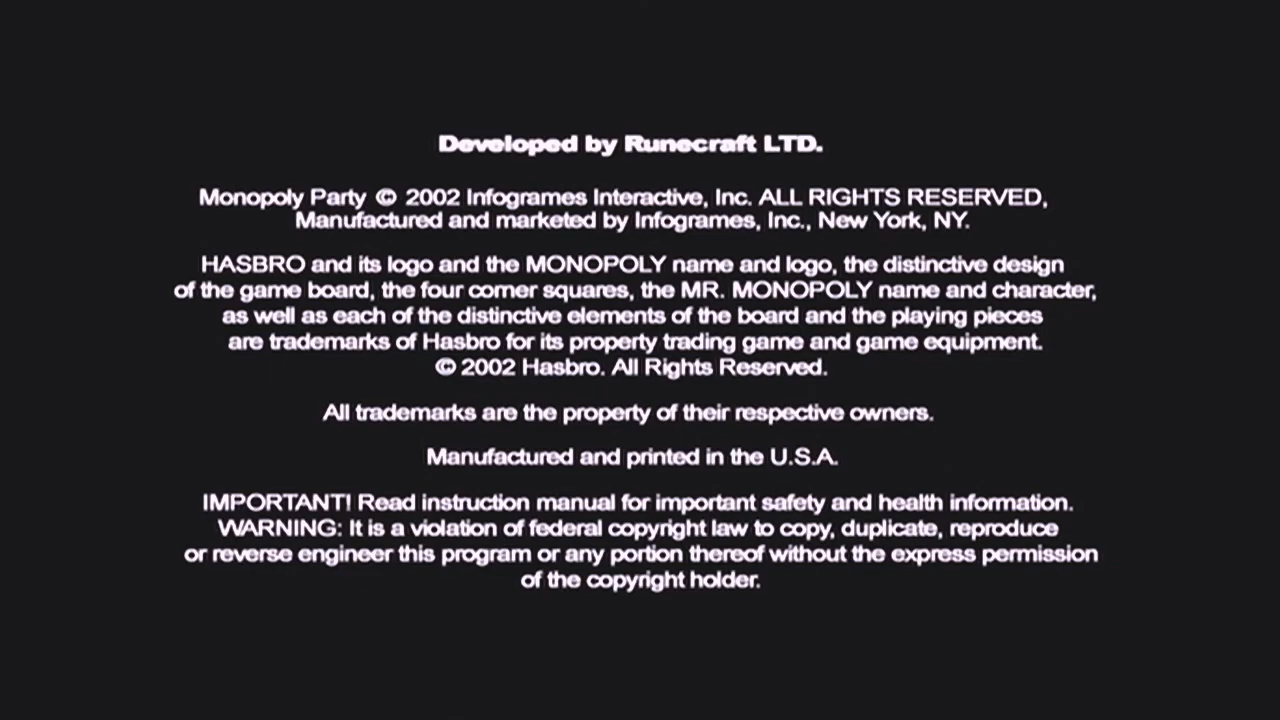 Developed by Runecraft LTD.
Monopoly Party © 2002 Infogrames Interactive, Inc. ALL RIGHTS RESERVED,
Manufactured and marketed by Infogrames, Inc., New York, NY.
HASBRO and its logo and the MONOPOLY name and logo, the distinctive design
of the game board, the four corner squares, the MR. MONOPOLY name and character,
as well as each of the distinctive elements of the board and the playing pieces
are trademarks of Hasbro for its property trading game and game equipment.
© 2002 Hasbro. All Rights Reserved.
All trademarks are the property of their respective owners.
Manufactured and printed in the U.S.A.
IMPORTANT! Read instruction manual for important safety and health information.
WARNING: It is a violation of federal copyright law to copy, duplicate, reproduce
or reverse engineer this program or any portion thereof without the express permission
of the copyright holder.